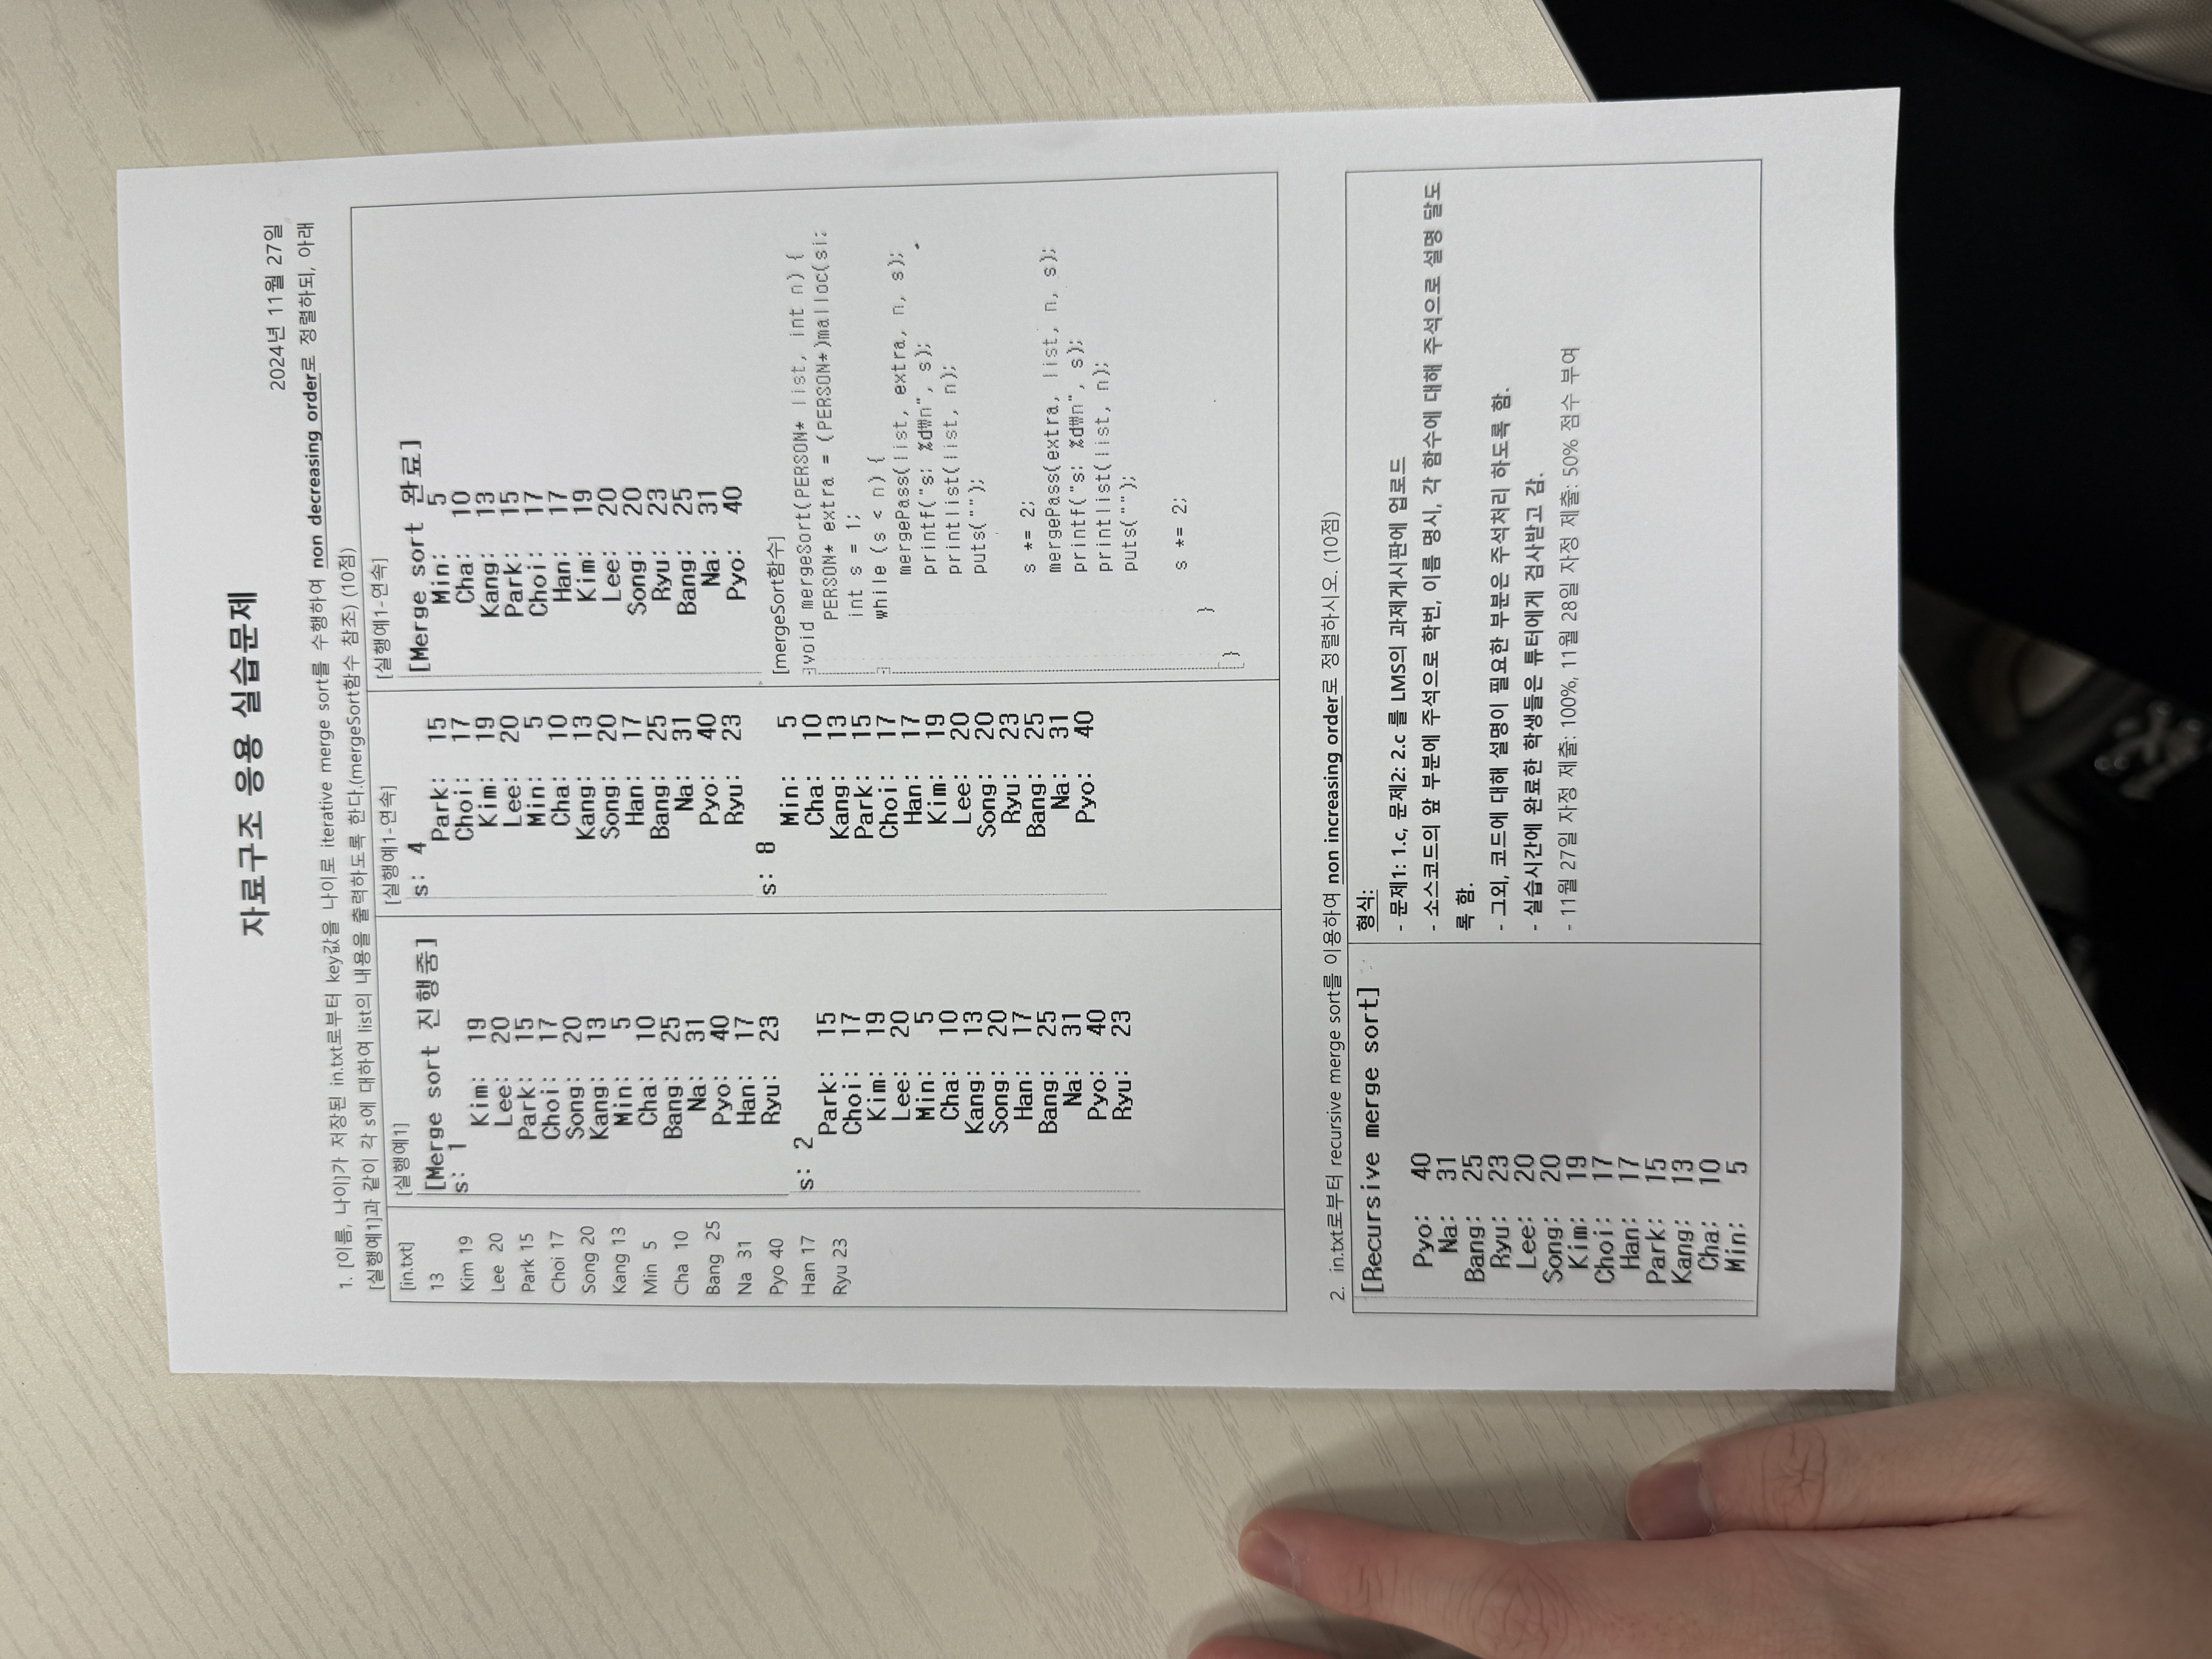 자료구조 응용 실습문제
2024년 11월 27일
1. [이름, 나이]가 저장된 in.txt로부터 key값을 나이로 iterative merge sort를 수행하여 non decreasing order로 정렬하되, 아래
[실행예1]과 같이 각 s에 대하여 list의 내용을 출력하도록 한다.(mergeSort함수 참조) (10점)
[in.txt]
13
Kim 19
Lee 20
Park 15
Choi 17
Song 20
Kang 13
Min 5
Cha 10
Bang 25
Na 31
Pyo 40
Han 17
Ryu 23
[실행예1]
[Merge sort 진행줌]
s: 1
Kim: 19
Lee: 20
Park: 15
Choi: 17
Song: 20
Kang: 13
Min: 5
Cha: 10
Bang: 25
Na: 31
Pyo: 40
Han: 17
Ryu: 23
s: 2
Park: 15
Choi: 17
Kim: 19
Lee: 20
Min: 5
Cha: 10
Kang: 13
Song: 20
Han: 17
Bang: 25
Na: 31
Pyo: 40
Ryu: 23
[실행예1-연속]
s: 4
Park: 15
Choi: 17
Kim: 19
Lee: 20
Min: 5
Cha: 10
Kang: 13
Song: 20
Han: 17
Bang: 25
Na: 31
Pyo: 40
Ryu: 23
s: 8
Min: 5
Cha: 10
Kang: 13
Park: 15
Choi: 17
Han: 17
Kim: 19
Lee: 20
Song: 20
Ryu: 23
Bang: 25
Na: 31
Pyo: 40
[실행예1-연속]
[Merge sort 완료]
Min: 5
Cha: 10
Kang: 13
Park: 15
Choi: 17
Han: 17
Kim: 19
Lee: 20
Song: 20
Ryu: 23
Bang: 25
Na: 31
Pyo: 40
[mergeSort함수]
void mergeSort(PERSON* list, int n) {
PERSON* extra = (PERSON*)malloc(siz
int s = 1;
while (s < n) {
mergePass(list, extra, n, s);
printf("s: %d₩n", s);
printlist(list, n);
puts("");
s *= 2;
mergePass(extra, list, n, s);
printf("s: %d₩n", s);
printlist(list, n);
puts("");
s *= 2;
}
}
2. in.txt로부터 recursive merge sort를 이용하여 non increasing order로 정렬하시오. (10점)
[Recursive merge sort]
Pyo: 40
Na: 31
Bang: 25
Ryu: 23
Lee: 20
Song: 20
Kim: 19
Choi: 17
Han: 17
Park: 15
Kang: 13
Cha: 10
Min: 5
형식:
- 문제1: 1.c, 문제2: 2.c 를 LMS의 과제게시판에 업로드
- 소스코드의 앞 부분에 주석으로 학번, 이름 명시, 각 함수에 대해 주석으로 설명 달도
록 함.
- 그외, 코드에 대해 설명이 필요한 부분은 주석처리 하도록 함.
- 실습시간에 완료한 학생들은 튜터에게 검사받고 감.
- 11월 27일 자정 제출: 100%, 11월 28일 자정 제출: 50% 점수 부여